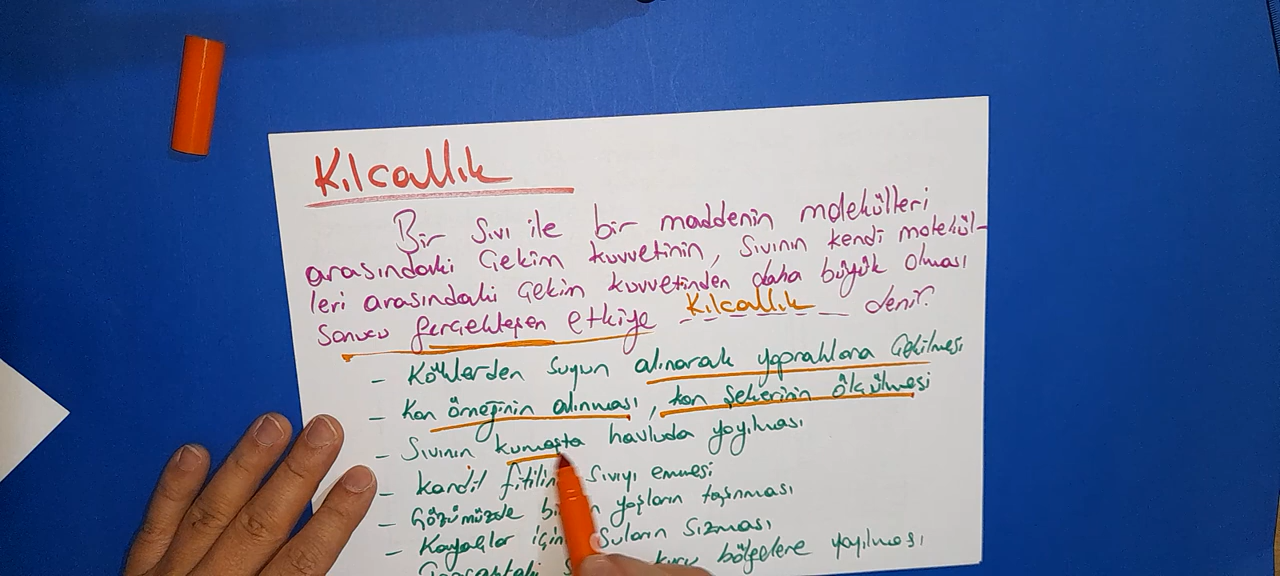 Kılcallık
Bir sıvı ile bir maddenin molekülleri
arasındaki çekim kuvvetinin, sıvının kendi molekül-
leri arasındaki çekim kuvvetinden daha büyük olması
sonucu gerçekleşen etkiye Kılcallık denir.
- Köklerden suyun alınarak yapraklara çekilmesi
- Kan örneğinin alınması, kan şekerinin ölçülmesi
- Sıvının kumaşta havluda yayılması
- Kandil fitilin sıvıyı emmesi
- Gözümüzde yaşların taşınması
- Kayalar suların sızması
kuru bölgelere yayılması